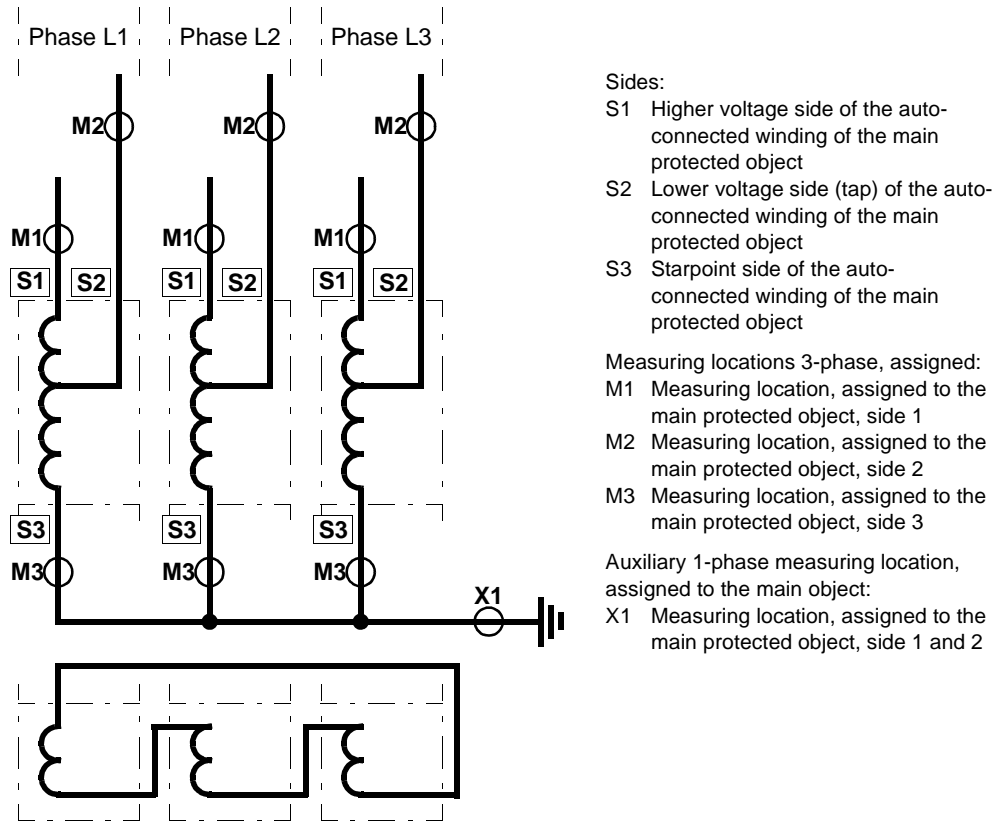 Phase L1 Phase L2 Phase L3
M2 M2 M2
M1 M1 M1
S1 S2 S1 S2 S1 S2
S3 S3 S3
M3 M3 M3
X1
Sides:
S1 Higher voltage side of the auto-
connected winding of the main
protected object
S2 Lower voltage side (tap) of the auto-
connected winding of the main
protected object
S3 Starpoint side of the auto-
connected winding of the main
protected object
Measuring locations 3-phase, assigned:
M1 Measuring location, assigned to the
main protected object, side 1
M2 Measuring location, assigned to the
main protected object, side 2
M3 Measuring location, assigned to the
main protected object, side 3
Auxiliary 1-phase measuring location,
assigned to the main object:
X1 Measuring location, assigned to the
main protected object, side 1 and 2